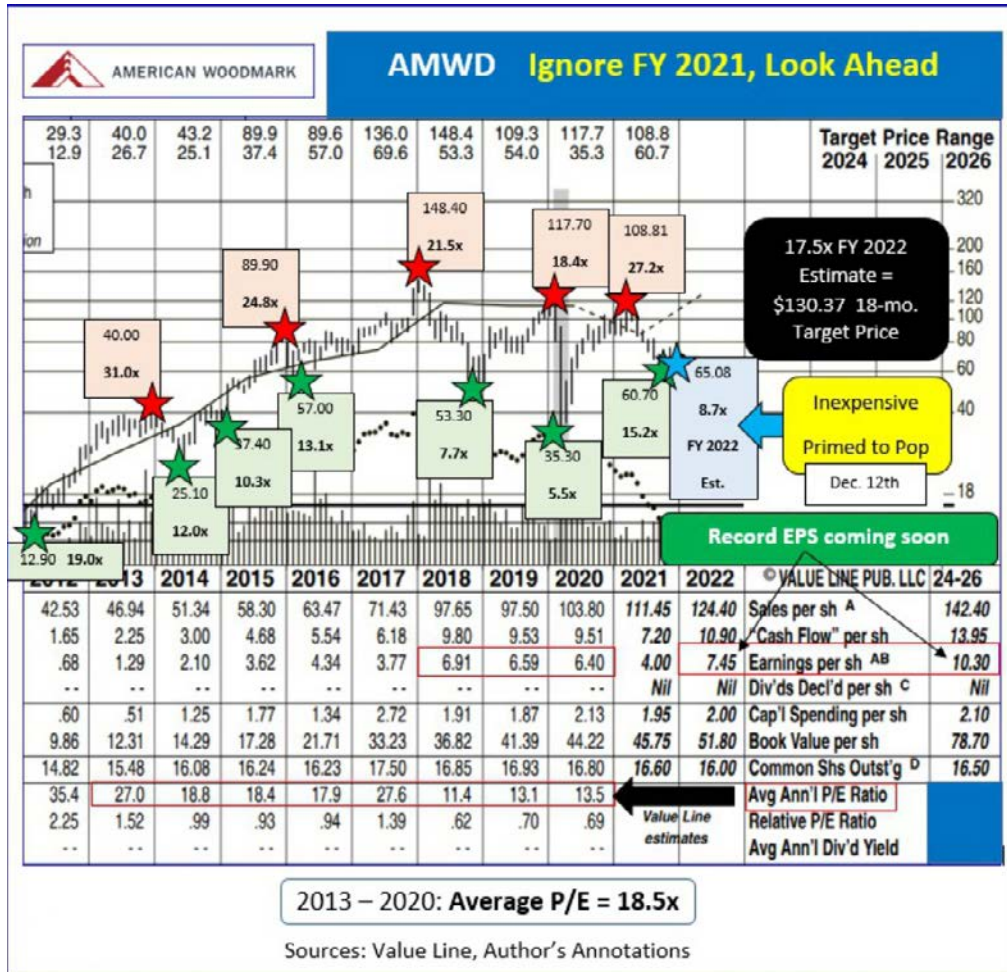 AMERICAN WOODMARK
AMWD Ignore FY 2021, Look Ahead
29.3 40.0 43.2 89.9 89.6 136.0 148.4 109.3 117.7 108.8 Target Price Range
12.9 26.7 25.1 37.4 57.0 69.6 53.3 54.0 35.3 60.7 2024 2025 2026
h
ion
320
200
160
120
100
80
60
40
18
148.40
21.5x
117.70
18.4x
108.81
27.2x
17.5x FY 2022
Estimate =
$130.37 18-mo.
Target Price
89.90
24.8x
40.00
31.0x
57.00
13.1x
53.30
7.7x
60.70
15.2x
65.08
8.7x
FY 2022
Est.
Inexpensive
Primed to Pop
Dec. 12th
37.40
10.3x
35.30
5.5x
25.10
12.0x
12.90 19.0x
Record EPS coming soon
2012 2013 2014 2015 2016 2017 2018 2019 2020 2021 2022 © VALUE LINE PUB. LLC 24-26
42.53 46.94 51.34 58.30 63.47 71.43 97.65 97.50 103.80 111.45 124.40 Sales per sh A 142.40
1.65 2.25 3.00 4.68 5.54 6.18 9.80 9.53 9.51 7.20 10.90 "Cash Flow" per sh 13.95
.68 1.29 2.10 3.62 4.34 3.77 6.91 6.59 6.40 4.00 7.45 Earnings per sh AB 10.30
-- -- -- -- -- -- -- -- -- Nil Nil Div'ds Decl'd per sh C Nil
.60 .51 1.25 1.77 1.34 2.72 1.91 1.87 2.13 1.95 2.00 Cap'l Spending per sh 2.10
9.86 12.31 14.29 17.28 21.71 33.23 36.82 41.39 44.22 45.75 51.80 Book Value per sh 78.70
14.82 15.48 16.08 16.24 16.23 17.50 16.85 16.93 16.80 16.60 16.00 Common Shs Outst'g D 16.50
35.4 27.0 18.8 18.4 17.9 27.6 11.4 13.1 13.5 Avg Ann'l P/E Ratio
2.25 1.52 .99 .93 .94 1.39 .62 .70 .69 Value Line Relative P/E Ratio
-- -- -- -- -- -- -- -- -- estimates Avg Ann'l Div'd Yield
2013 – 2020: Average P/E = 18.5x
Sources: Value Line, Author's Annotations